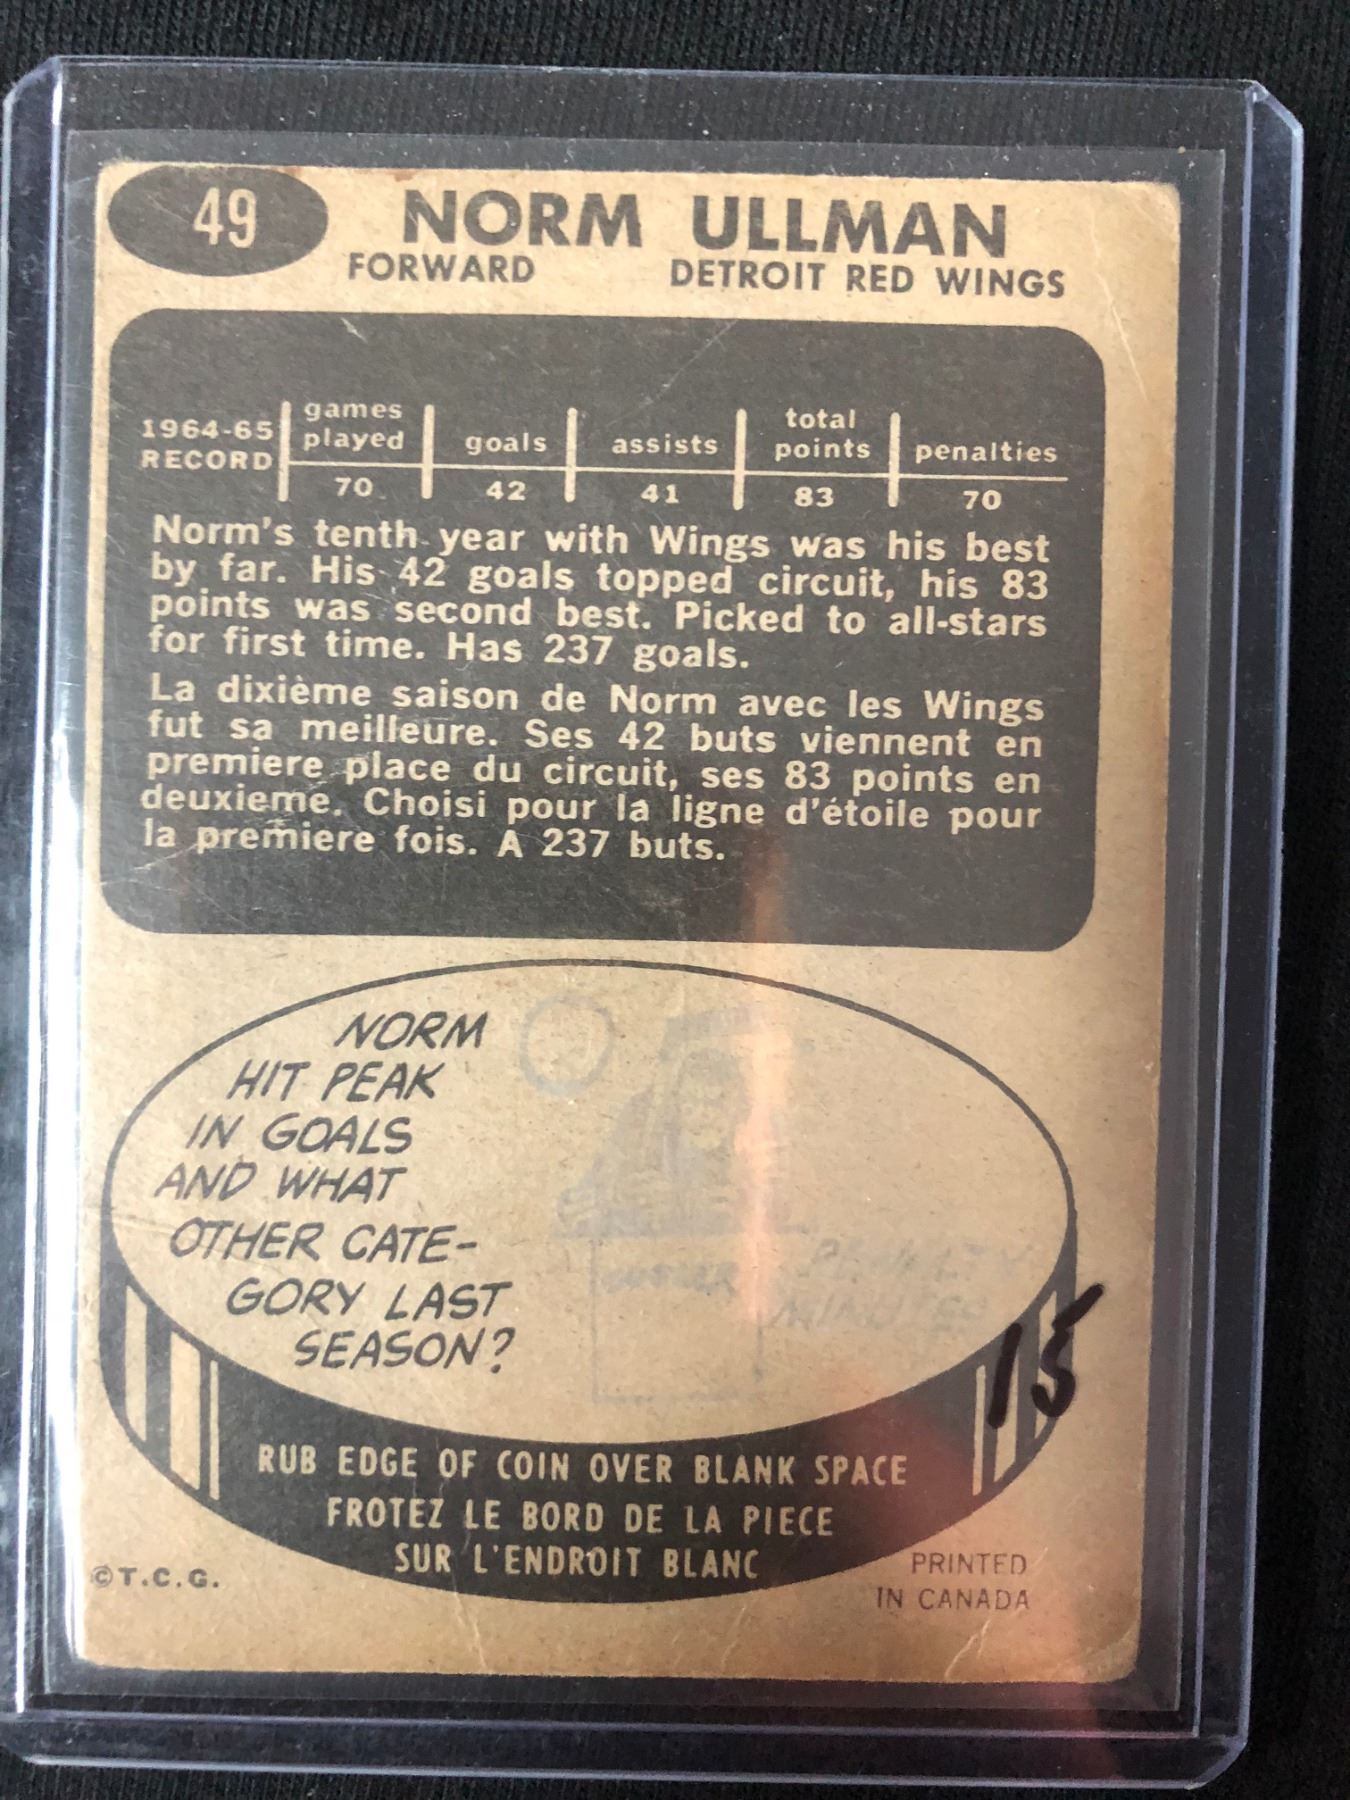 49 NORM ULLMAN
FORWARD DETROIT RED WINGS
1964-65 RECORD games played goals assists total points penalties
70 42 41 83 70
Norm's tenth year with Wings was his best
by far. His 42 goals topped circuit, his 83
points was second best. Picked to all-stars
for first time. Has 237 goals.
La dixième saison de Norm avec les Wings
fut sa meilleure. Ses 42 buts viennent en
premiere place du circuit, ses 83 points en
deuxieme. Choisi pour la ligne d'étoile pour
la premiere fois. A 237 buts.
NORM
HIT PEAK
IN GOALS
AND WHAT
OTHER CATE-
GORY LAST
SEASON?
PENALTY
MINUTES
15
RUB EDGE OF COIN OVER BLANK SPACE
FROTEZ LE BORD DE LA PIECE
SUR L'ENDROIT BLANC
©T.C.G.
PRINTED
IN CANADA